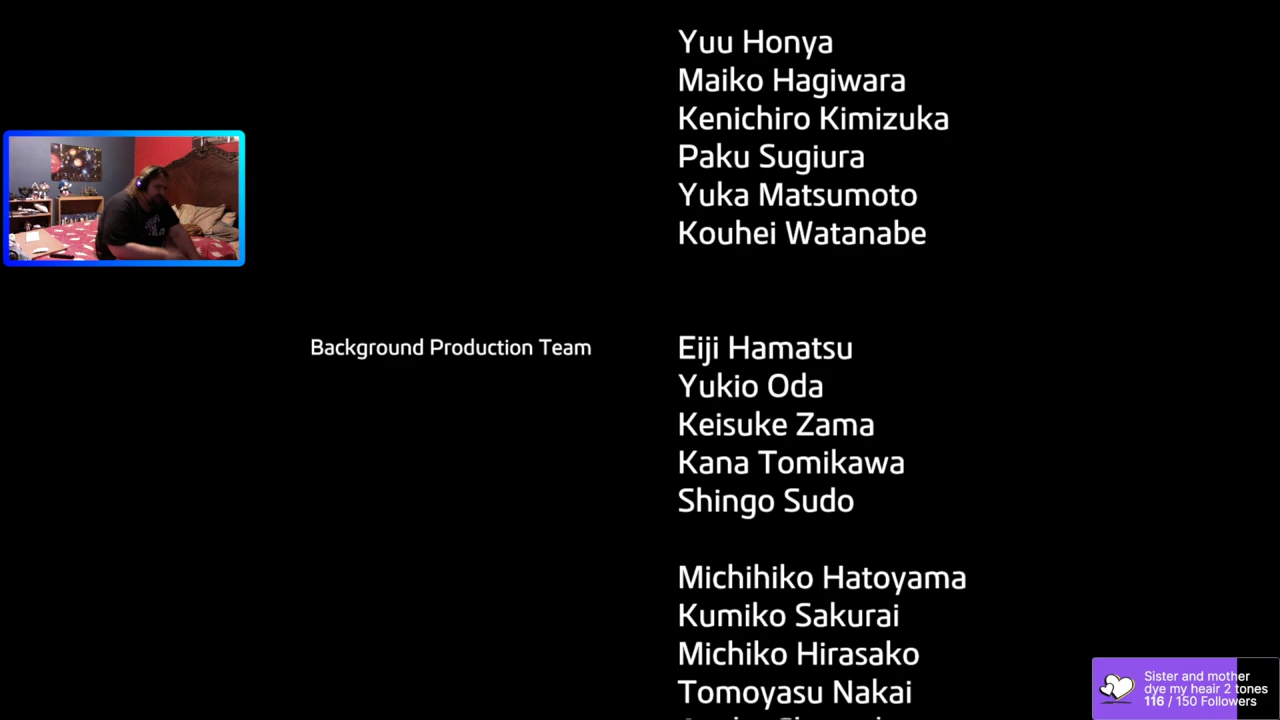 Yuu Honya
Maiko Hagiwara
Kenichiro Kimizuka
Paku Sugiura
Yuka Matsumoto
Kouhei Watanabe
Background Production Team
Eiji Hamatsu
Yukio Oda
Keisuke Zama
Kana Tomikawa
Shingo Sudo
Michihiko Hatoyama
Kumiko Sakurai
Michiko Hirasako
Tomoyasu Nakai
Sister and mother
dye my heair 2 tones
116 / 150 Followers